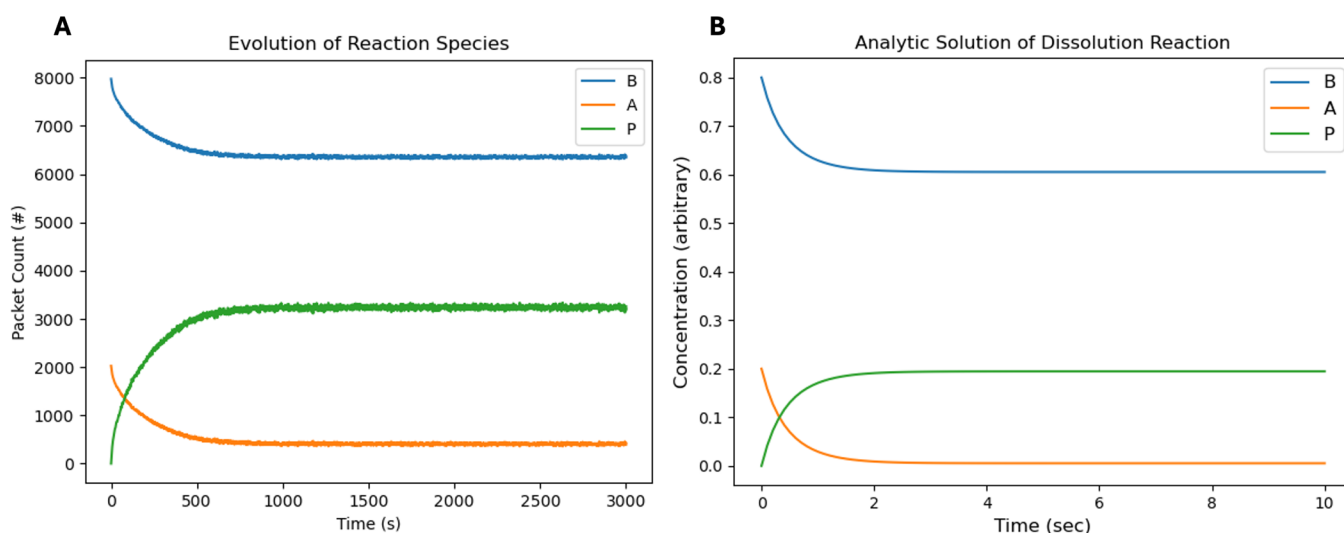 A
Evolution of Reaction Species
8000
7000
6000
5000
4000
3000
2000
1000
0
Packet Count (#)
B
A
P
0
500
1000
1500
2000
2500
3000
Time (s)
B
Analytic Solution of Dissolution Reaction
0.8
0.7
0.6
0.5
0.4
0.3
0.2
0.1
0.0
Concentration (arbitrary)
B
A
P
0
2
4
6
8
10
Time (sec)